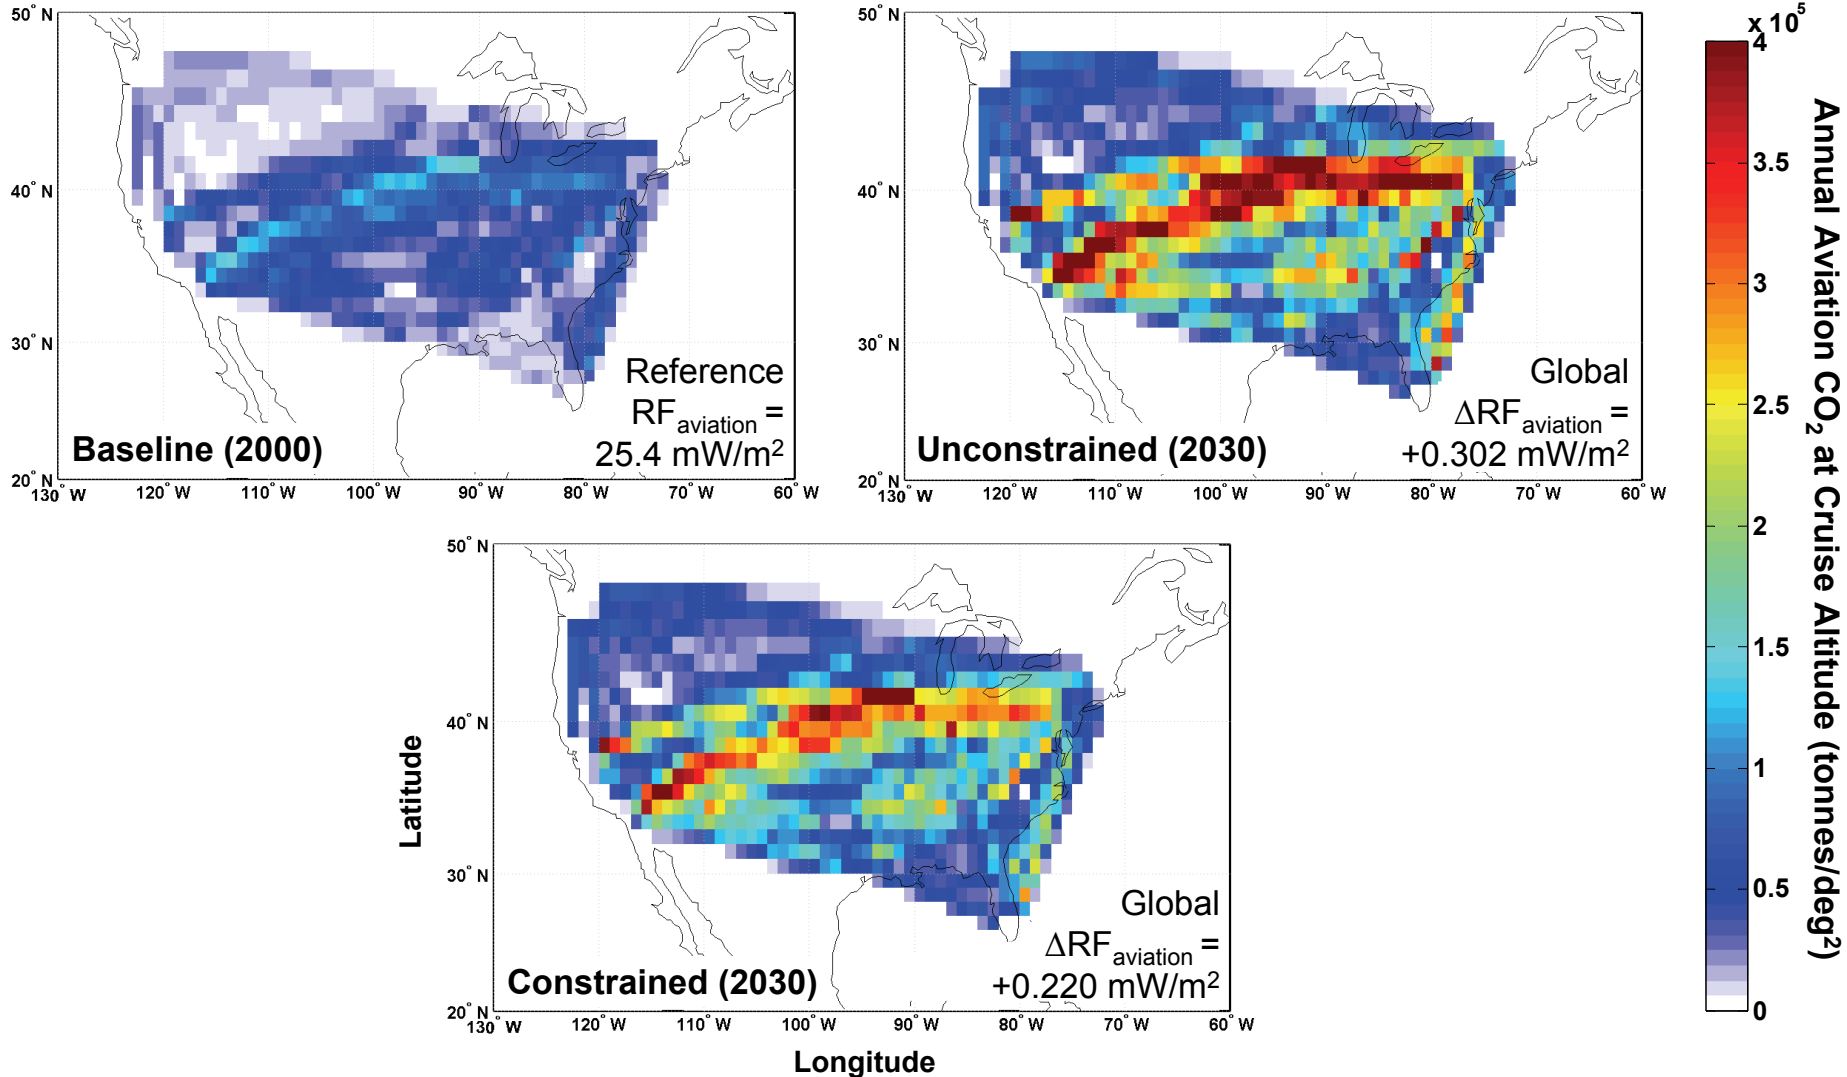 50° N
40° N
30° N
20° N
130° W 120° W 110° W 100° W 90° W 80° W 70° W 60° W
Reference
RF_aviation =
25.4 mW/m²
Baseline (2000)
50° N
40° N
30° N
20° N
130° W 120° W 110° W 100° W 90° W 80° W 70° W 60° W
Global
ΔRF_aviation =
+0.302 mW/m²
Unconstrained (2030)
x 10⁵
4
3.5
3
2.5
2
1.5
1
0.5
0
Annual Aviation CO₂ at Cruise Altitude (tonnes/deg²)
50° N
40° N
30° N
20° N
130° W 120° W 110° W 100° W 90° W 80° W 70° W 60° W
Global
ΔRF_aviation =
+0.220 mW/m²
Constrained (2030)
Latitude
Longitude